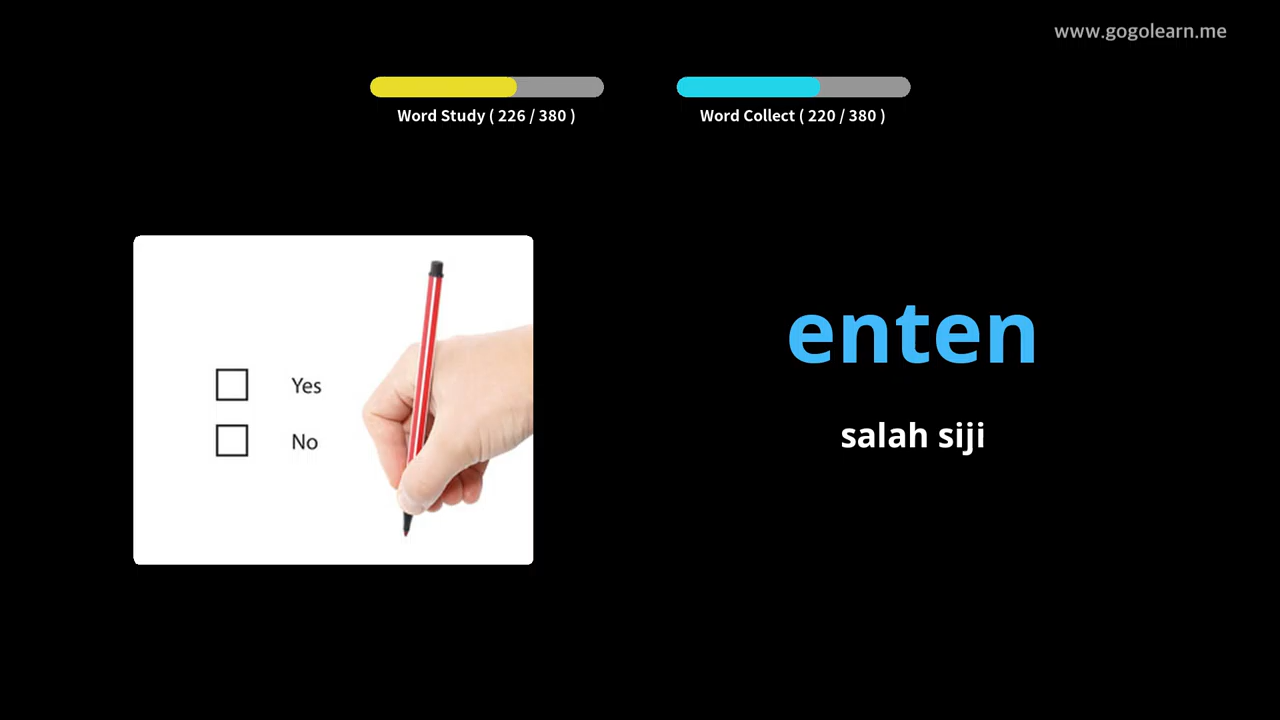 www.gogolearn.me
Word Study ( 226 / 380 )
Word Collect ( 220 / 380 )
Yes
No
enten
salah siji